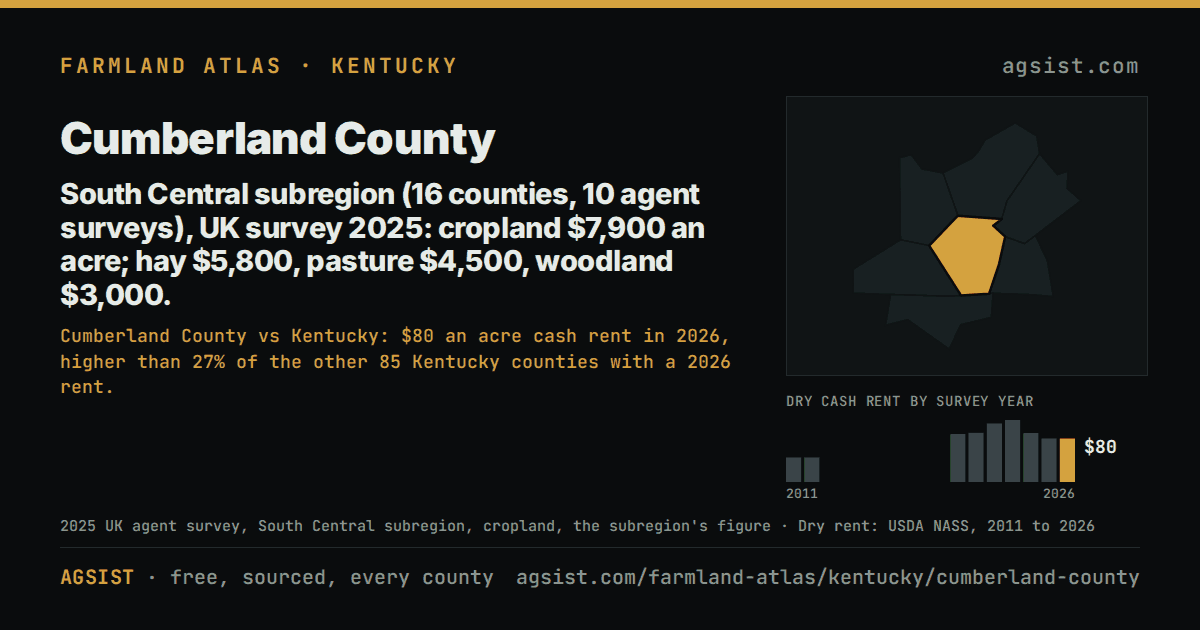 FARMLAND ATLAS · KENTUCKY
agsist.com
Cumberland County
South Central subregion (16 counties, 10 agent
surveys), UK survey 2025: cropland $7,900 an
acre; hay $5,800, pasture $4,500, woodland
$3,000.
Cumberland County vs Kentucky: $80 an acre cash rent in 2026,
higher than 27% of the other 85 Kentucky counties with a 2026
rent.
DRY CASH RENT BY SURVEY YEAR
$80
2011
2026
2025 UK agent survey, South Central subregion, cropland, the subregion's figure · Dry rent: USDA NASS, 2011 to 2026
AGSIST · free, sourced, every county
agsist.com/farmland-atlas/kentucky/cumberland-county